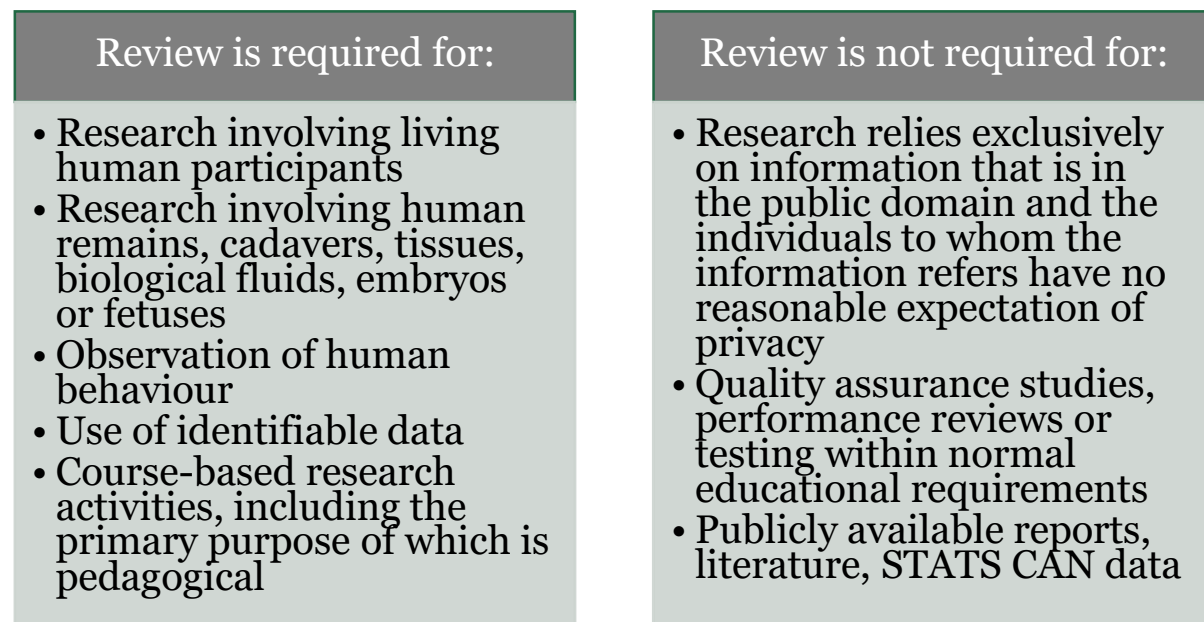 Review is required for:
• Research involving living
human participants
• Research involving human
remains, cadavers, tissues,
biological fluids, embryos
or fetuses
• Observation of human
behaviour
• Use of identifiable data
• Course-based research
activities, including the
primary purpose of which is
pedagogical
Review is not required for:
• Research relies exclusively
on information that is in
the public domain and the
individuals to whom the
information refers have no
reasonable expectation of
privacy
• Quality assurance studies,
performance reviews or
testing within normal
educational requirements
• Publicly available reports,
literature, STATS CAN data